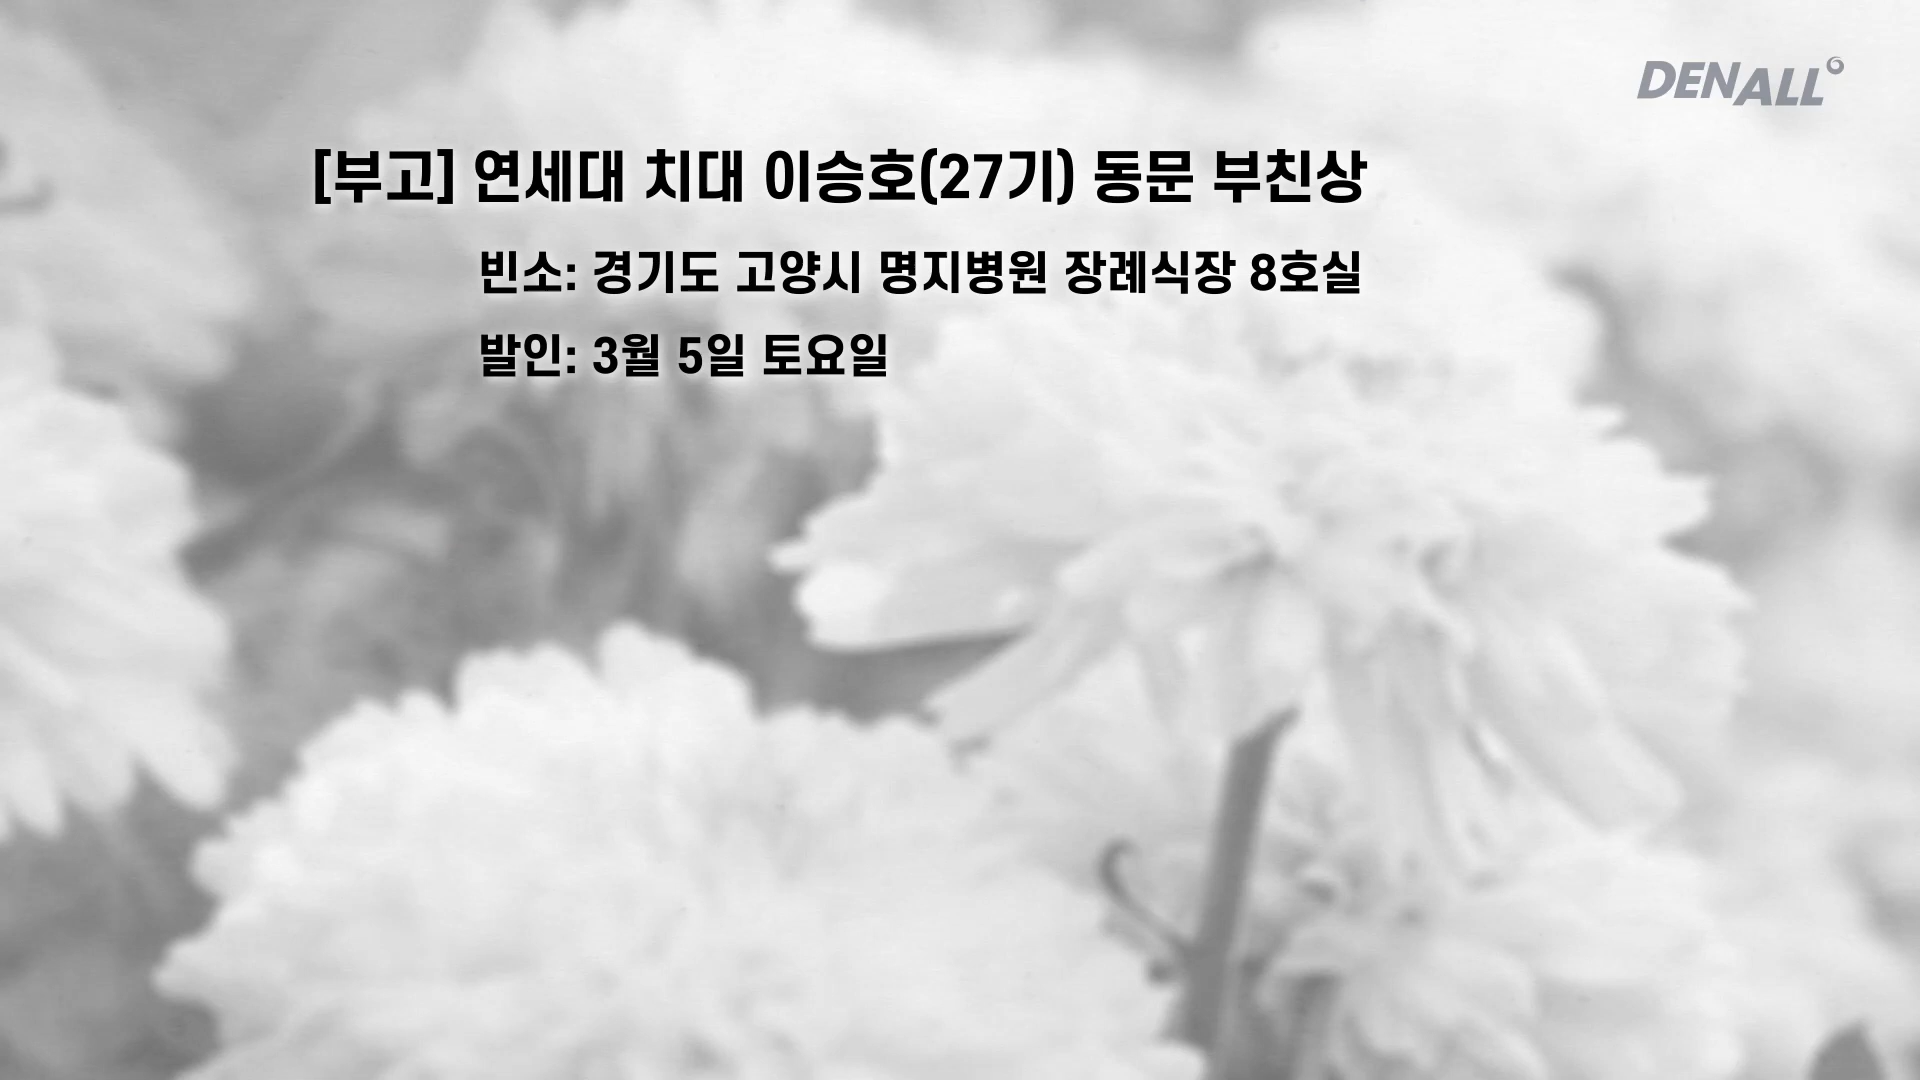 DENALL
[부고] 연세대 치대 이승호(27기) 동문 부친상
빈소: 경기도 고양시 명지병원 장례식장 8호실
발인: 3월 5일 토요일